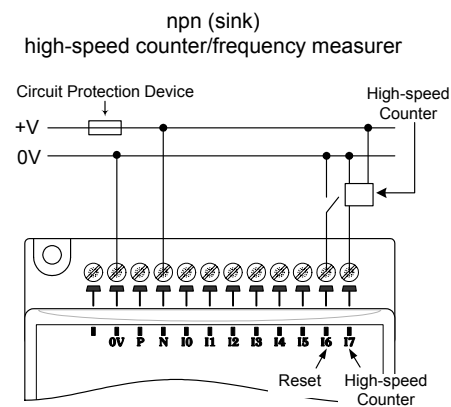 npn (sink)
high-speed counter/frequency measurer
Circuit Protection Device
High-speed
Counter
+V
0V
0V P N I0 I1 I2 I3 I4 I5 I6 I7
Reset
High-speed
Counter